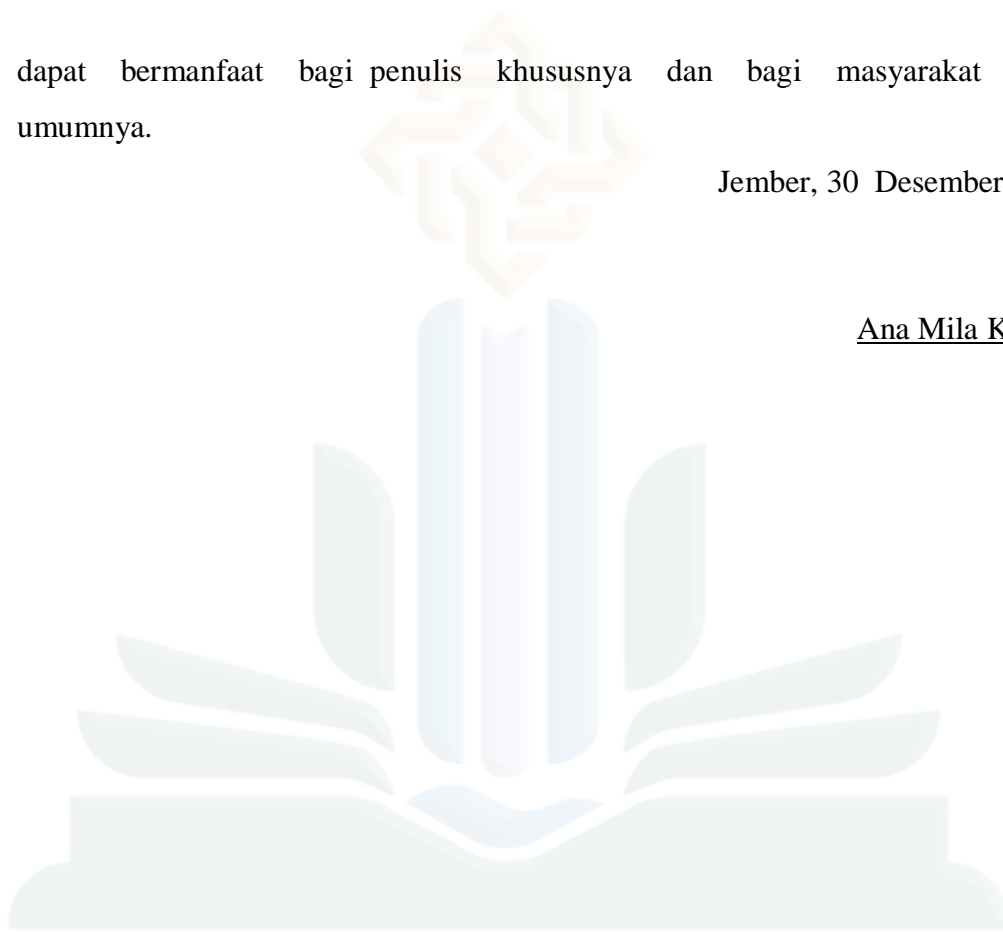 dapat bermanfaat bagi penulis khususnya dan bagi masyarakat
umumnya.
Jember, 30 Desember
Ana Mila K